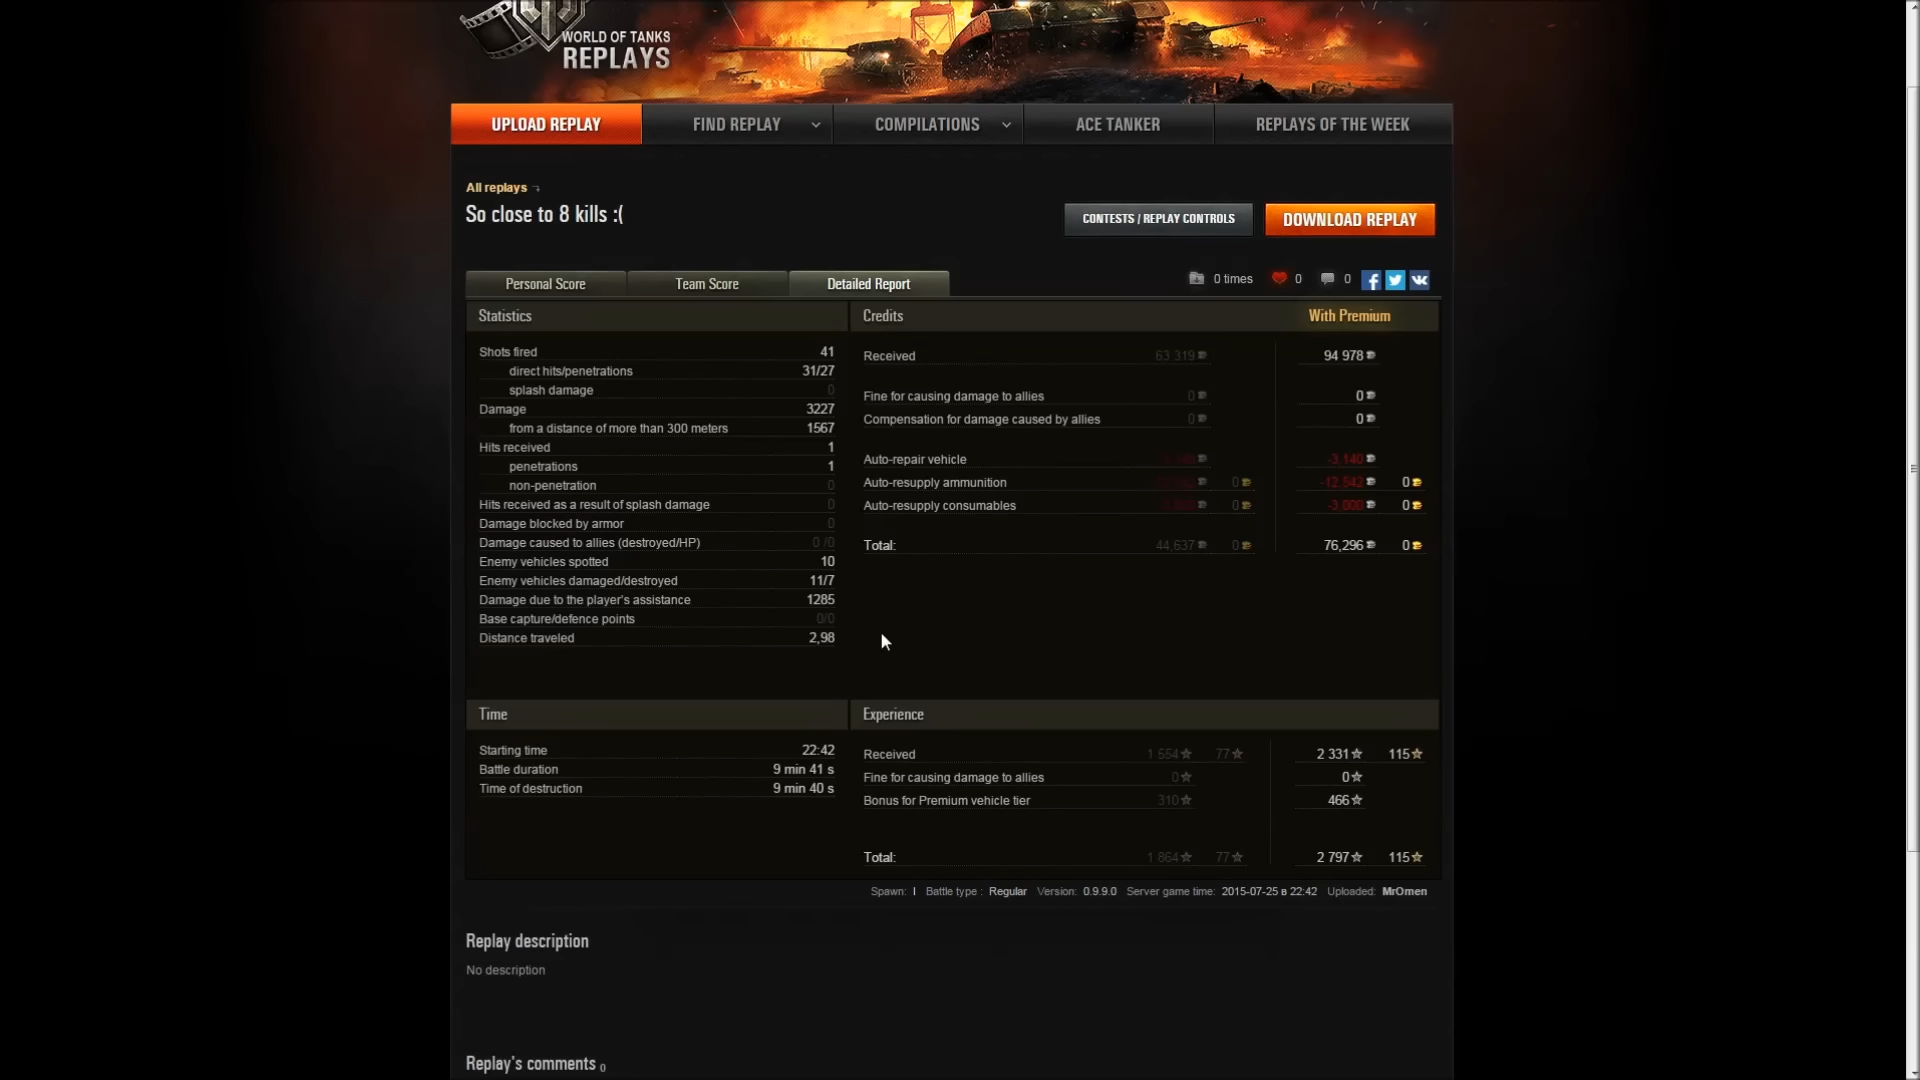 WORLD OF TANKS
REPLAYS
UPLOAD REPLAY FIND REPLAY COMPILATIONS ACE TANKER REPLAYS OF THE WEEK
All replays
So close to 8 kills :(
CONTESTS / REPLAY CONTROLS DOWNLOAD REPLAY
Personal Score Team Score Detailed Report 0 times 0 0
Statistics Credits With Premium
Shots fired 41
direct hits/penetrations 31/27
splash damage 0
Damage 3227
from a distance of more than 300 meters 1567
Hits received 1
penetrations 1
non-penetration 0
Hits received as a result of splash damage 0
Damage blocked by armor 0
Damage caused to allies (destroyed/HP) 0 /0
Enemy vehicles spotted 10
Enemy vehicles damaged/destroyed 11/7
Damage due to the player's assistance 1285
Base capture/defence points 0/0
Distance traveled 2,98
Received 63 319 94 978
Fine for causing damage to allies 0 0
Compensation for damage caused by allies 0 0
Auto-repair vehicle -3,140
Auto-resupply ammunition 0 -12,542 0
Auto-resupply consumables 0 -3,000 0
Total: 44,637 0 76,296 0
Time Experience
Starting time 22:42
Battle duration 9 min 41 s
Time of destruction 9 min 40 s
Received 1 554 77 2 331 115
Fine for causing damage to allies 0 0
Bonus for Premium vehicle tier 310 466
Total: 1 864 77 2 797 115
Spawn: I Battle type : Regular Version: 0.9.9.0 Server game time: 2015-07-25 в 22:42 Uploaded: MrOmen
Replay description
No description
Replay's comments 0